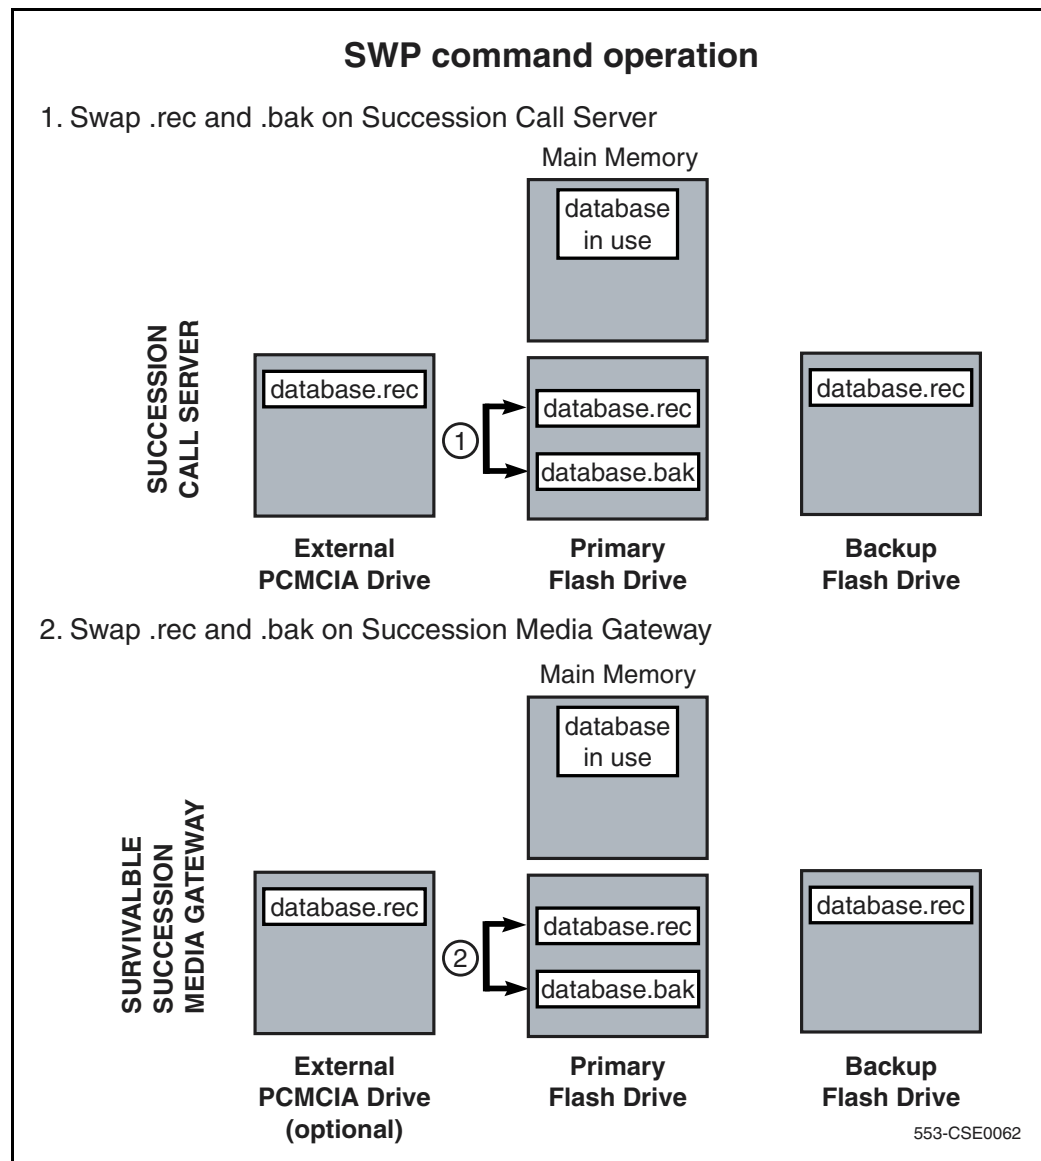 SWP command operation
1. Swap .rec and .bak on Succession Call Server
Main Memory
database
in use
SUCCESSION
CALL SERVER
database.rec
1
database.rec
database.bak
database.rec
External
PCMCIA Drive
Primary
Flash Drive
Backup
Flash Drive
2. Swap .rec and .bak on Succession Media Gateway
Main Memory
database
in use
SURVIVALBLE
SUCCESSION
MEDIA GATEWAY
database.rec
2
database.rec
database.bak
database.rec
External
PCMCIA Drive
(optional)
Primary
Flash Drive
Backup
Flash Drive
553-CSE0062